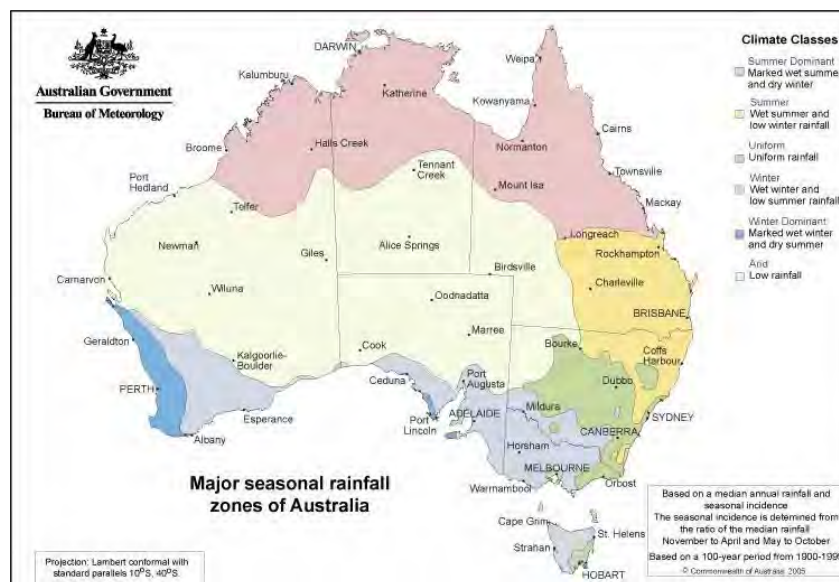 Australian Government
Bureau of Meteorology
DARWIN
Weipa
Kalumburu
Katherine
Kowanyama
Cairns
Broome
Halls Creek
Normanton
Tennant
Creek
Townsville
Port
Hedland
Mount Isa
Mackay
Telfer
Longreach
Newman
Giles
Alice Springs
Rockhampton
Birdsville
Charleville
Carnarvon
Wiluna
Oodnadatta
BRISBANE
Marree
Geraldton
Cook
Bourke
Coffs
Harbour
Kalgoorlie-
Boulder
Port
Augusta
Ceduna
Dubbo
PERTH
Esperance
Port
Lincoln
ADELAIDE
Mildura
SYDNEY
Albany
CANBERRA
Horsham
MELBOURNE
Warrnambool
Orbost
Cape Grim
St. Helens
Strahan
HOBART
Climate Classes
Summer Dominant
Marked wet summer
and dry winter
Summer
Wet summer and
low winter rainfall
Uniform
Uniform rainfall
Winter
Wet winter and
low summer rainfall
Winter Dominant
Marked wet winter
and dry summer
Arid
Low rainfall
Major seasonal rainfall
zones of Australia
Projection: Lambert conformal with
standard parallels 10°S, 40°S.
Based on a median annual rainfall and
seasonal incidence
The seasonal incidence is determined from
the ratio of the median rainfall
November to April and May to October
Based on a 100-year period from 1900-1999
© Commonwealth of Australia, 2005